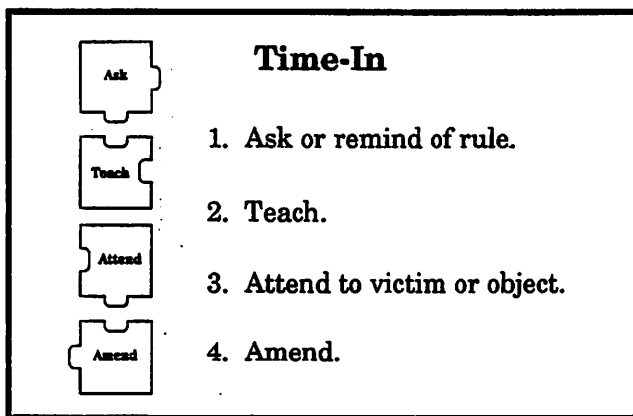 Time-In
Ask
1. Ask or remind of rule.
Teach
2. Teach.
Attend
3. Attend to victim or object.
Amend
4. Amend.